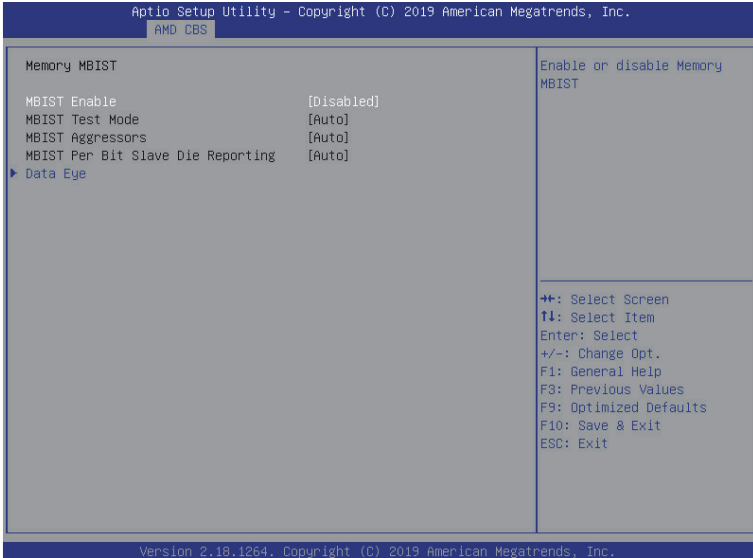 Aptio Setup Utility – Copyright (C) 2019 American Megatrends, Inc.
AMD CBS
Memory MBIST
MBIST Enable [Disabled]
MBIST Test Mode [Auto]
MBIST Aggressors [Auto]
MBIST Per Bit Slave Die Reporting [Auto]
Data Eye
Enable or disable Memory
MBIST
→←: Select Screen
↑↓: Select Item
Enter: Select
+/-: Change Opt.
F1: General Help
F3: Previous Values
F9: Optimized Defaults
F10: Save & Exit
ESC: Exit
Version 2.18.1264. Copyright (C) 2019 American Megatrends, Inc.